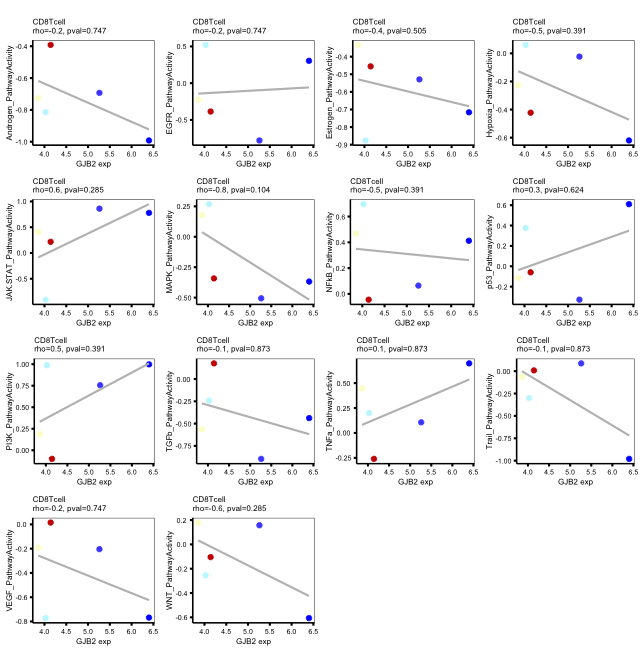 CD8Tcell
rho=-0.2, pval=0.747
Androgen_PathwayActivity
-0.4
-0.6
-0.8
-1.0
4.0 4.5 5.0 5.5 6.0 6.5
GJB2 exp
CD8Tcell
rho=-0.2, pval=0.747
EGFR_PathwayActivity
0.5
0.0
-0.5
4.0 4.5 5.0 5.5 6.0 6.5
GJB2 exp
CD8Tcell
rho=-0.4, pval=0.505
Estrogen_PathwayActivity
-0.4
-0.5
-0.6
-0.7
-0.8
-0.9
4.0 4.5 5.0 5.5 6.0 6.5
GJB2 exp
CD8Tcell
rho=-0.5, pval=0.391
Hypoxia_PathwayActivity
0.0
-0.2
-0.4
-0.6
4.0 4.5 5.0 5.5 6.0 6.5
GJB2 exp
CD8Tcell
rho=0.6, pval=0.285
JAK.STAT_PathwayActivity
1.0
0.5
0.0
-0.5
4.0 4.5 5.0 5.5 6.0 6.5
GJB2 exp
CD8Tcell
rho=-0.8, pval=0.104
MAPK_PathwayActivity
0.25
0.00
-0.25
-0.50
4.0 4.5 5.0 5.5 6.0 6.5
GJB2 exp
CD8Tcell
rho=-0.5, pval=0.391
NFkB_PathwayActivity
0.6
0.4
0.2
0.0
4.0 4.5 5.0 5.5 6.0 6.5
GJB2 exp
CD8Tcell
rho=0.3, pval=0.624
p53_PathwayActivity
0.6
0.4
0.2
0.0
-0.2
4.0 4.5 5.0 5.5 6.0 6.5
GJB2 exp
CD8Tcell
rho=0.5, pval=0.391
PI3K_PathwayActivity
1.00
0.75
0.50
0.25
0.00
4.0 4.5 5.0 5.5 6.0 6.5
GJB2 exp
CD8Tcell
rho=-0.1, pval=0.873
TGFb_PathwayActivity
0.00
-0.25
-0.50
-0.75
4.0 4.5 5.0 5.5 6.0 6.5
GJB2 exp
CD8Tcell
rho=0.1, pval=0.873
TNFa_PathwayActivity
0.50
0.25
0.00
-0.25
4.0 4.5 5.0 5.5 6.0 6.5
GJB2 exp
CD8Tcell
rho=-0.1, pval=0.873
Trail_PathwayActivity
0.00
-0.25
-0.50
-0.75
-1.00
4.0 4.5 5.0 5.5 6.0 6.5
GJB2 exp
CD8Tcell
rho=-0.2, pval=0.747
VEGF_PathwayActivity
0.0
-0.2
-0.4
-0.6
-0.8
4.0 4.5 5.0 5.5 6.0 6.5
GJB2 exp
CD8Tcell
rho=-0.6, pval=0.285
WNT_PathwayActivity
0.2
0.0
-0.2
-0.4
-0.6
4.0 4.5 5.0 5.5 6.0 6.5
GJB2 exp